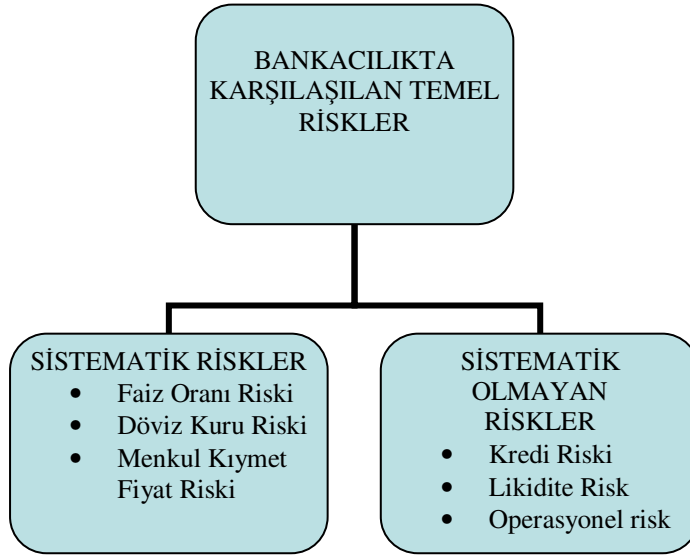 BANKACILIKTA
KARŞILAŞILAN TEMEL
RİSKLER
SİSTEMATİK RİSKLER
• Faiz Oranı Riski
• Döviz Kuru Riski
• Menkul Kıymet
Fiyat Riski
SİSTEMATİK
OLMAYAN
RİSKLER
• Kredi Riski
• Likidite Risk
• Operasyonel risk